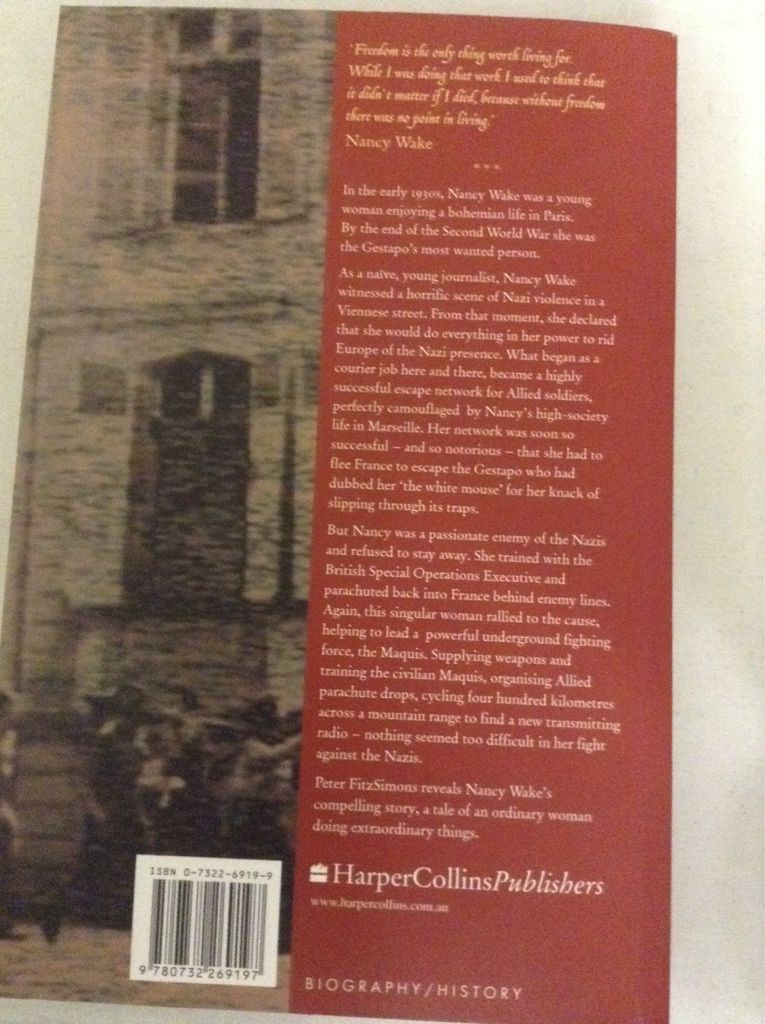 'Freedom is the only thing worth living for.
While I was doing that work I used to think that
it didn't matter if I died, because without freedom
there was no point in living.'
Nancy Wake
***
In the early 1930s, Nancy Wake was a young
woman enjoying a bohemian life in Paris.
By the end of the Second World War she was
the Gestapo's most wanted person.
As a naïve, young journalist, Nancy Wake
witnessed a horrific scene of Nazi violence in a
Viennese street. From that moment, she declared
that she would do everything in her power to rid
Europe of the Nazi presence. What began as a
courier job here and there, became a highly
successful escape network for Allied soldiers,
perfectly camouflaged by Nancy's high-society
life in Marseille. Her network was soon so
successful – and so notorious – that she had to
flee France to escape the Gestapo who had
dubbed her 'the white mouse' for her knack of
slipping through its traps.
But Nancy was a passionate enemy of the Nazis
and refused to stay away. She trained with the
British Special Operations Executive and
parachuted back into France behind enemy lines.
Again, this singular woman rallied to the cause,
helping to lead a powerful underground fighting
force, the Maquis. Supplying weapons and
training the civilian Maquis, organising Allied
parachute drops, cycling four hundred kilometres
across a mountain range to find a new transmitting
radio – nothing seemed too difficult in her fight
against the Nazis.
Peter FitzSimons reveals Nancy Wake's
compelling story, a tale of an ordinary woman
doing extraordinary things.
HarperCollinsPublishers
www.harpercollins.com.au
ISBN 0-7322-6919-9
9 780732 269197
BIOGRAPHY/HISTORY